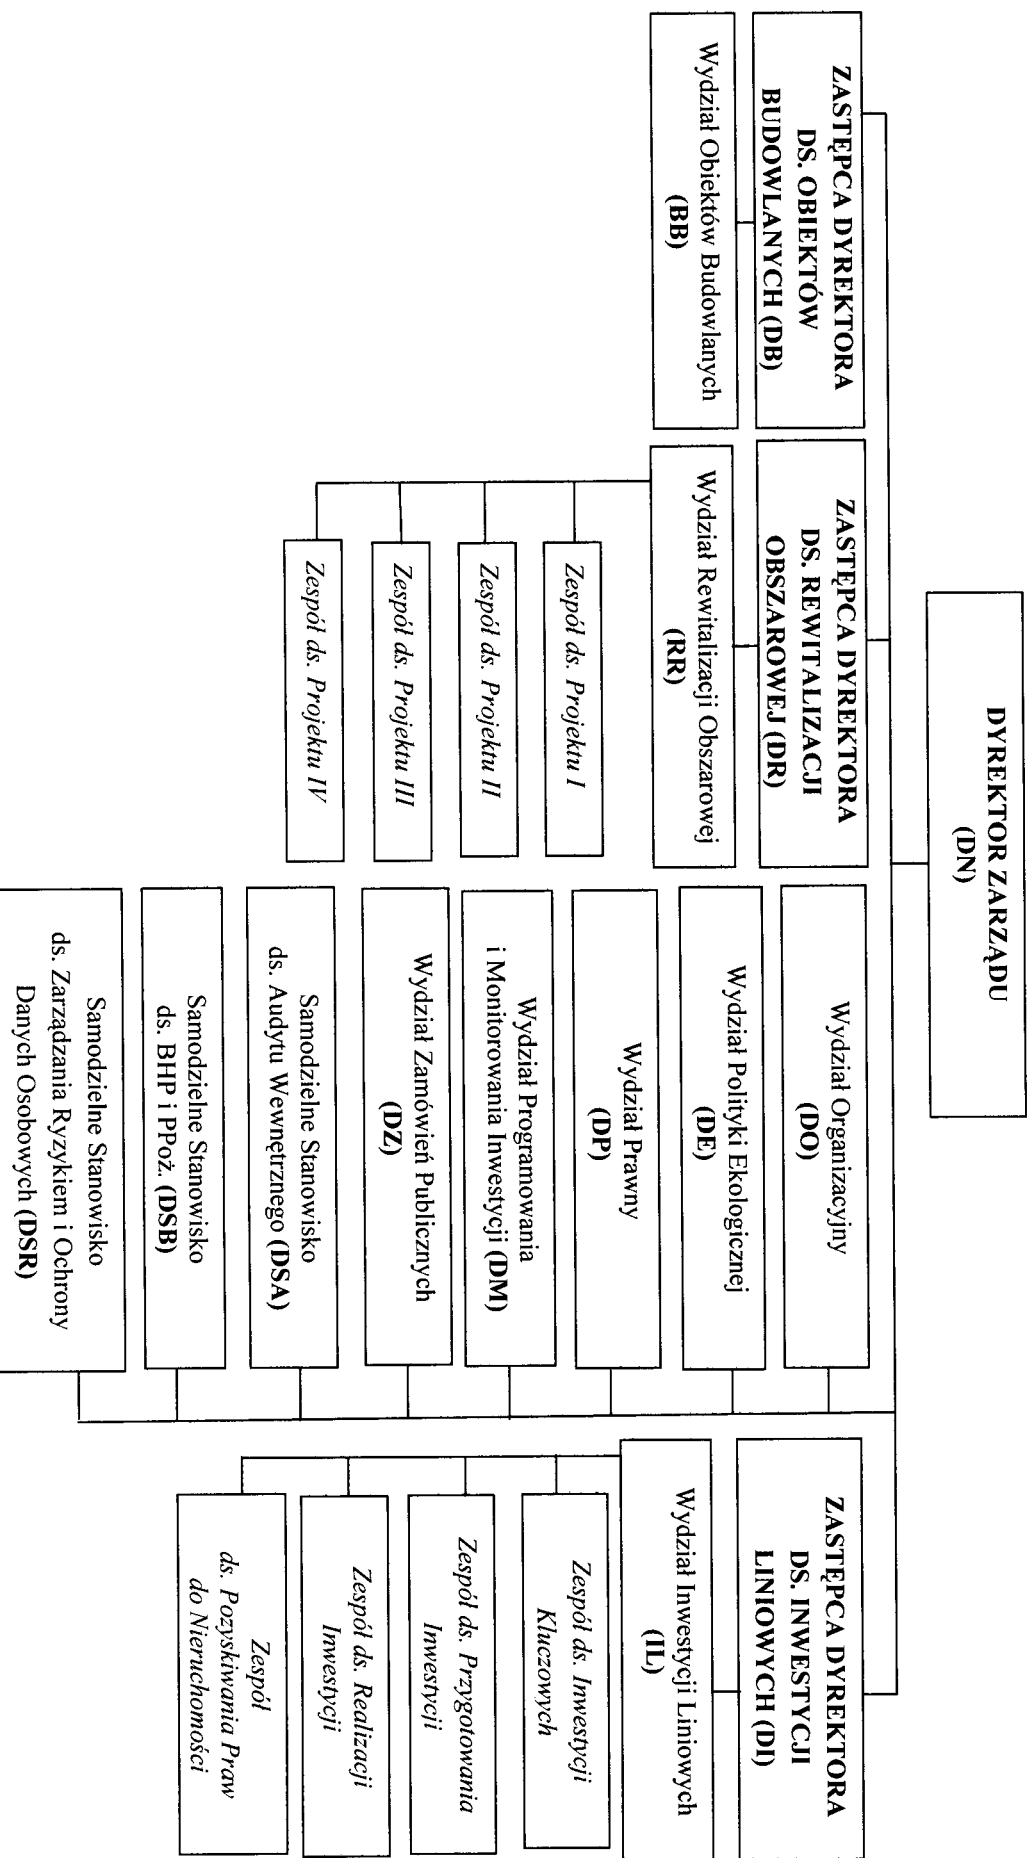 DYREKTOR ZARZĄDU
(DN)
ZASTĘPCA DYREKTORA
DS. OBIEKTÓW
BUDOWLANYCH (DB)
Wydział Obiektów Budowlanych
(BB)
ZASTĘPCA DYREKTORA
DS. REWITALIZACJI
OBSZAROWEJ (DR)
Wydział Rewitalizacji Obszarowej
(RR)
Zespół ds. Projektu I
Zespół ds. Projektu II
Zespół ds. Projektu III
Zespół ds. Projektu IV
Wydział Organizacyjny
(DO)
Wydział Polityki Ekologicznej
(DE)
Wydział Prawny
(DP)
Wydział Programowania
i Monitorowania Inwestycji (DM)
Wydział Zamówień Publicznych
(DZ)
Samodzielne Stanowisko
ds. Audytu Wewnętrznego (DSA)
Samodzielne Stanowisko
ds. BHP i PPoż. (DSB)
Samodzielne Stanowisko
ds. Zarządzania Ryzykiem i Ochrony
Danych Osobowych (DSR)
ZASTĘPCA DYREKTORA
DS. INWESTYCJI
LINIOWYCH (DI)
Wydział Inwestycji Liniowych
(IL)
Zespół ds. Inwestycji
Kluczowych
Zespół ds. Przygotowania
Inwestycji
Zespół ds. Realizacji
Inwestycji
Zespół
ds. Pozyskiwania Praw
do Nieruchomości